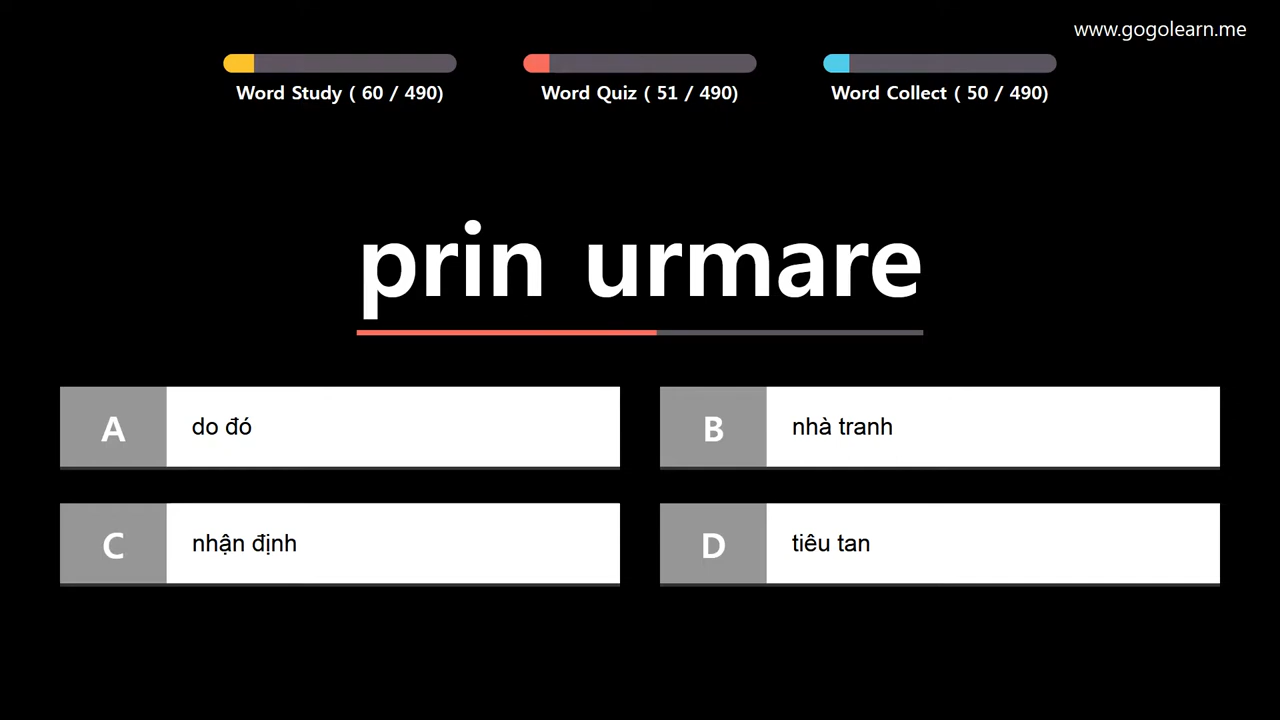 www.gogolearn.me
Word Study ( 60 / 490)
Word Quiz ( 51 / 490)
Word Collect ( 50 / 490)
prin urmare
A
do đó
B
nhà tranh
C
nhận định
D
tiêu tan